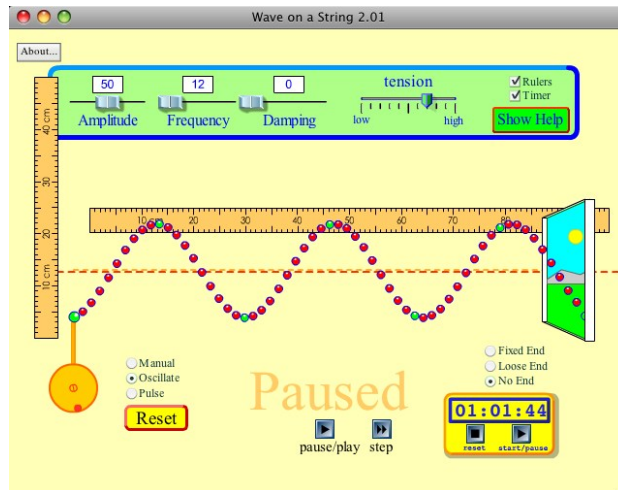 Wave on a String 2.01
About...
50 12 0
tension
Rulers
Timer
Amplitude Frequency Damping
low high
Show Help
10 cm 20 30 40 cm
10 cm 20 30 40 50 60 70 80
Manual
Oscillate
Pulse
Reset
Paused
pause/play step
Fixed End
Loose End
No End
01:01:44
reset start/pause